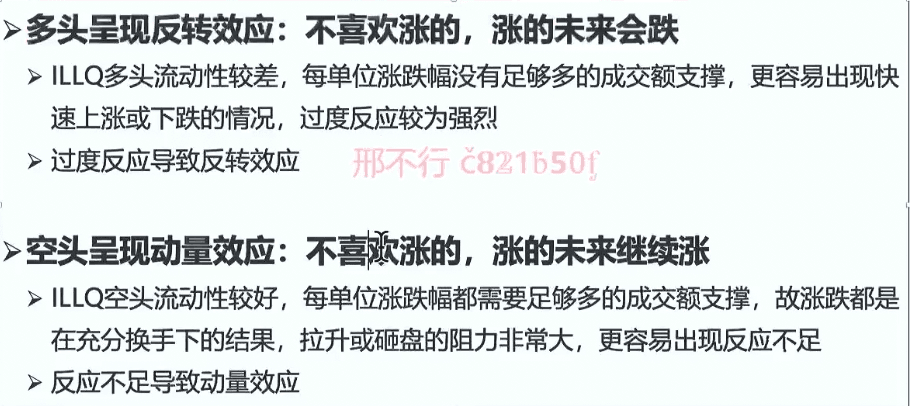 ➢多头呈现反转效应：不喜欢涨的，涨的未来会跌
➢ILLQ多头流动性较差，每单位涨跌幅没有足够多的成交额支撑，更容易出现快
速上涨或下跌的情况，过度反应较为强烈
➢过度反应导致反转效应
邢不行
➢空头呈现动量效应：不喜欢涨的，涨的未来继续涨
➢ILLQ空头流动性较好，每单位涨跌幅都需要足够多的成交额支撑，故涨跌都是
在充分换手下的结果，拉升或砸盘的阻力非常大，更容易出现反应不足
➢反应不足导致动量效应